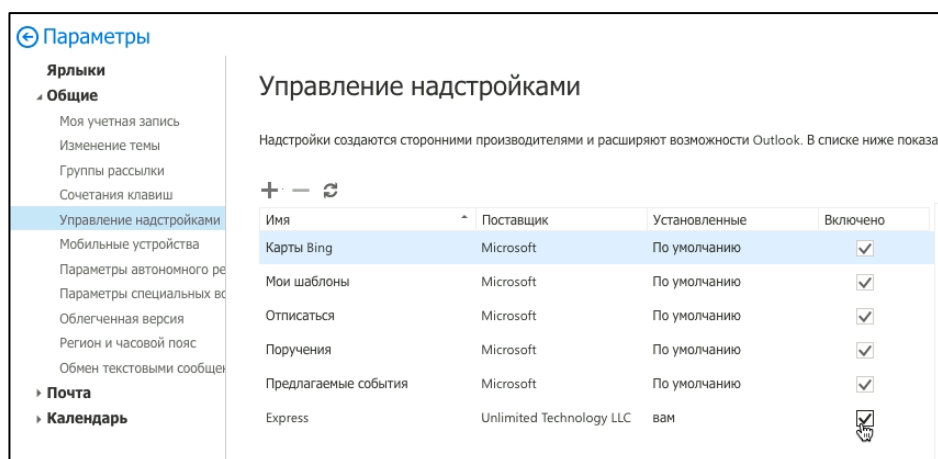 Параметры
Ярлыки
Общие
Моя учетная запись
Изменение темы
Группы рассылки
Сочетания клавиш
Управление надстройками
Мобильные устройства
Параметры автономного ре
Параметры специальных вс
Облегченная версия
Регион и часовой пояс
Обмен текстовыми сообщен
Почта
Календарь
Управление надстройками
Надстройки создаются сторонними производителями и расширяют возможности Outlook. В списке ниже показа
Имя Поставщик Установленные Включено
Карты Bing Microsoft По умолчанию
Мои шаблоны Microsoft По умолчанию
Отписаться Microsoft По умолчанию
Поручения Microsoft По умолчанию
Предлагаемые события Microsoft По умолчанию
Express Unlimited Technology LLC вам